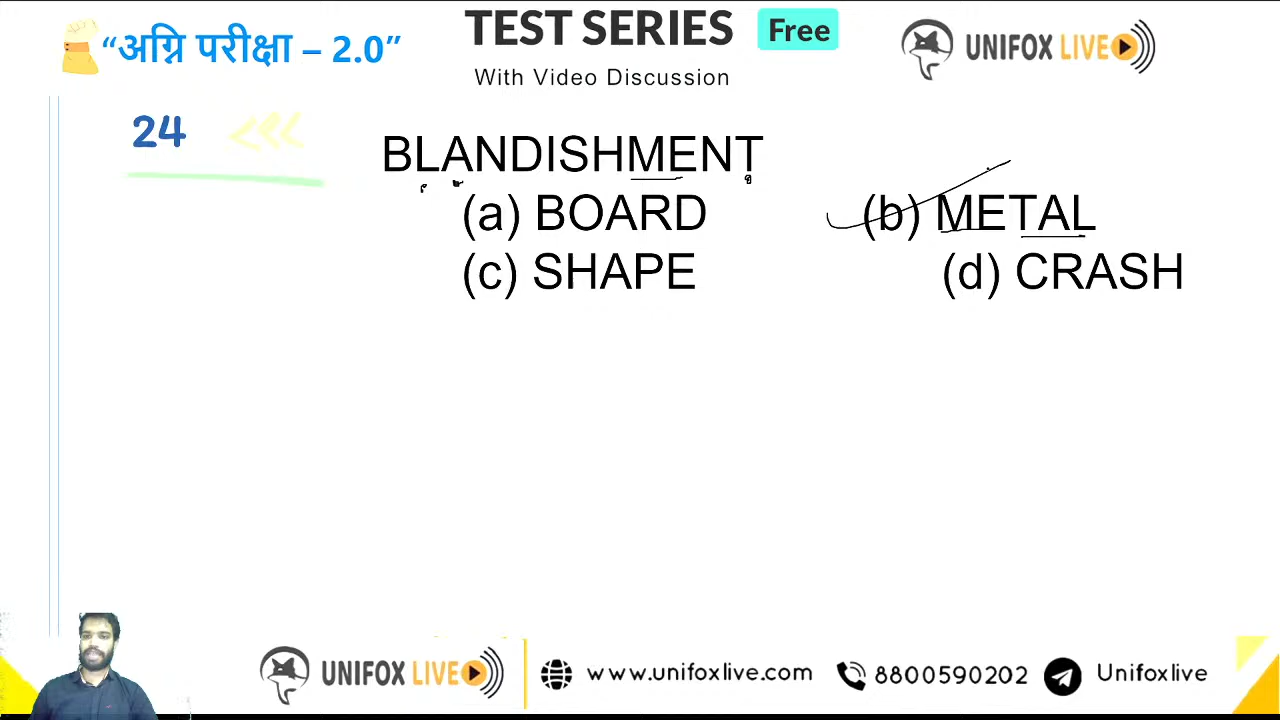 “अग्नि परीक्षा – 2.0”
TEST SERIES Free
With Video Discussion
UNIFOX LIVE
24
BLANDISHMENT
(a) BOARD (b) METAL
(c) SHAPE (d) CRASH
UNIFOX LIVE www.unifoxlive.com 8800590202 Unifoxlive